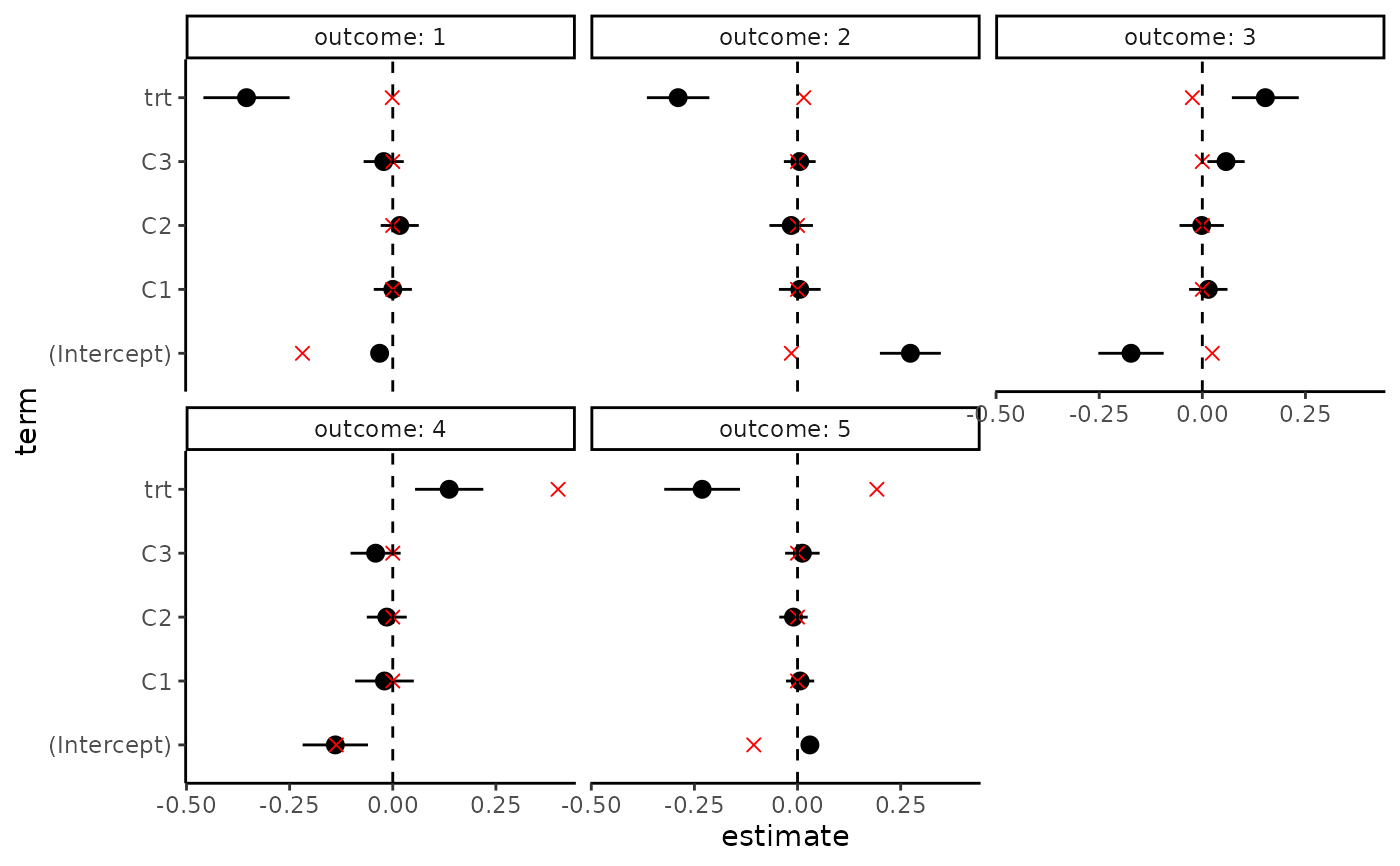 outcome: 1 outcome: 2 outcome: 3
trt
C3
C2
C1
(Intercept)
-0.50 -0.25 0.00 0.25
term
outcome: 4 outcome: 5
trt
C3
C2
C1
(Intercept)
-0.50 -0.25 0.00 0.25 -0.50 -0.25 0.00 0.25
estimate